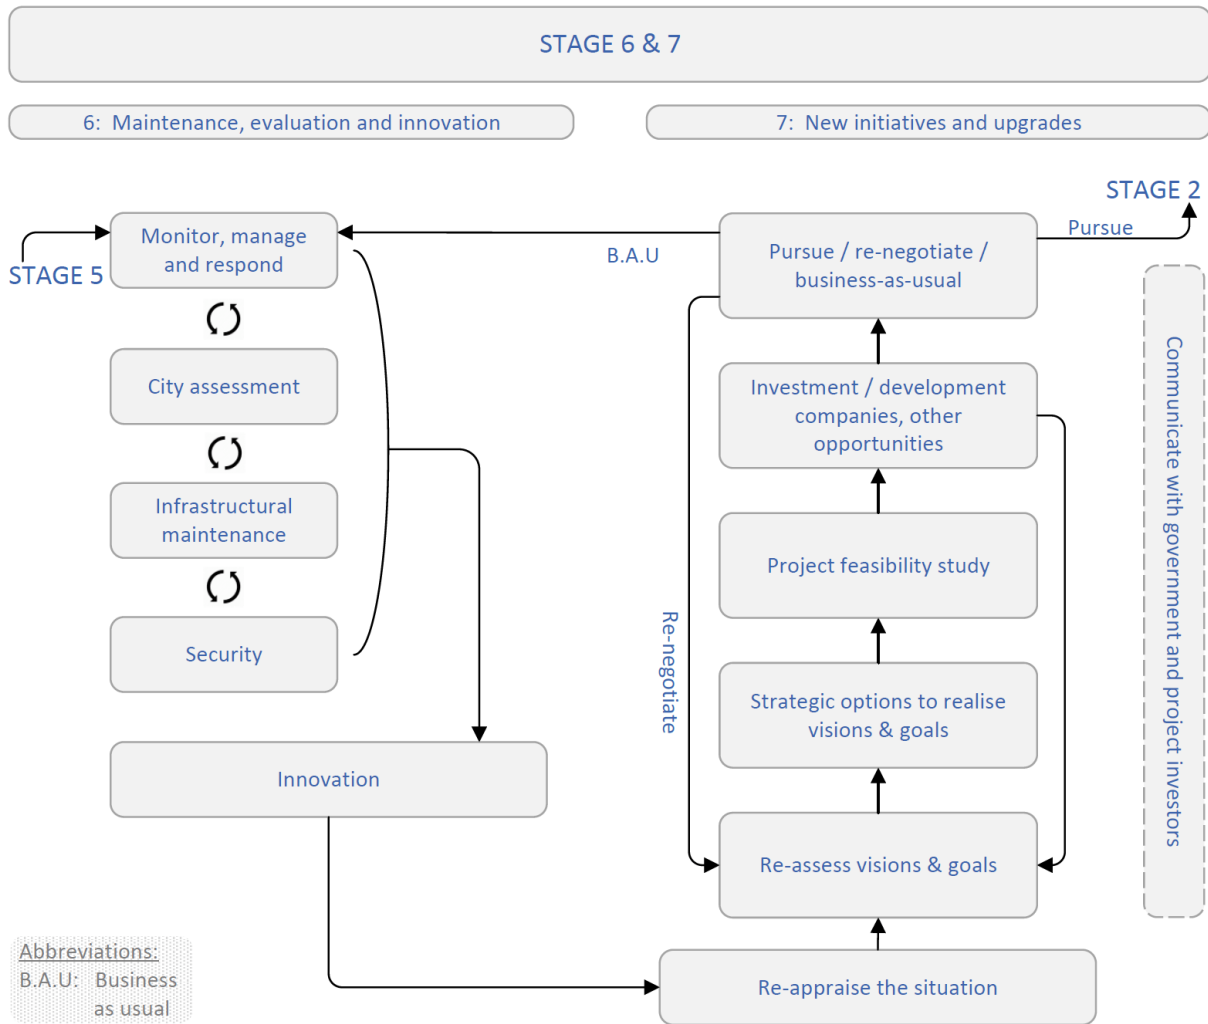 STAGE 6 & 7
6:  Maintenance, evaluation and innovation
7:  New initiatives and upgrades
STAGE 2
Pursue
Monitor, manage
and respond
STAGE 5
B.A.U
Pursue / re-negotiate /
business-as-usual
City assessment
Investment / development
companies, other
opportunities
Infrastructural
maintenance
Project feasibility study
Security
Re-negotiate
Strategic options to realise
visions & goals
Communicate with government and project investors
Innovation
Re-assess visions & goals
Re-appraise the situation
Abbreviations:
B.A.U:   Business
as usual